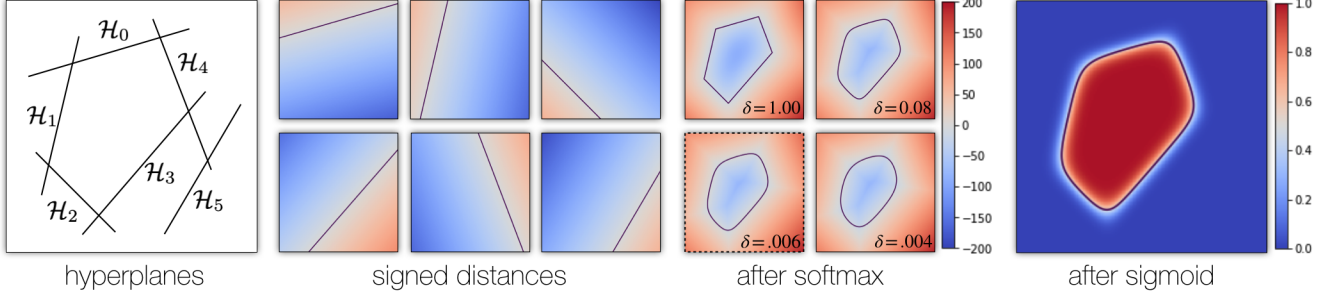 H₀
H₄
H₁
H₃
H₂
H₅
hyperplanes
signed distances
δ=1.00
δ=0.08
δ=.006
δ=.004
after softmax
200
150
100
50
0
−50
−100
−150
−200
after sigmoid
1.0
0.8
0.6
0.4
0.2
0.0